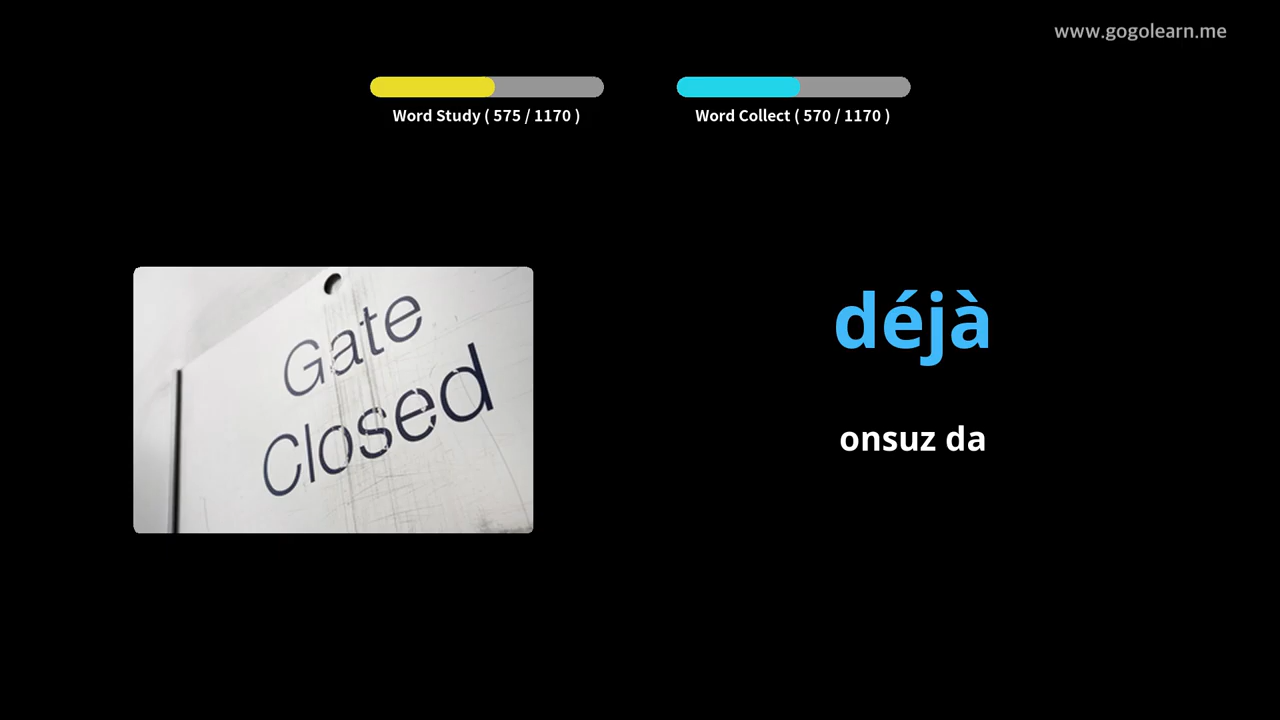 www.gogolearn.me
Word Study ( 575 / 1170 )
Word Collect ( 570 / 1170 )
Gate
Closed
déjà
onsuz da